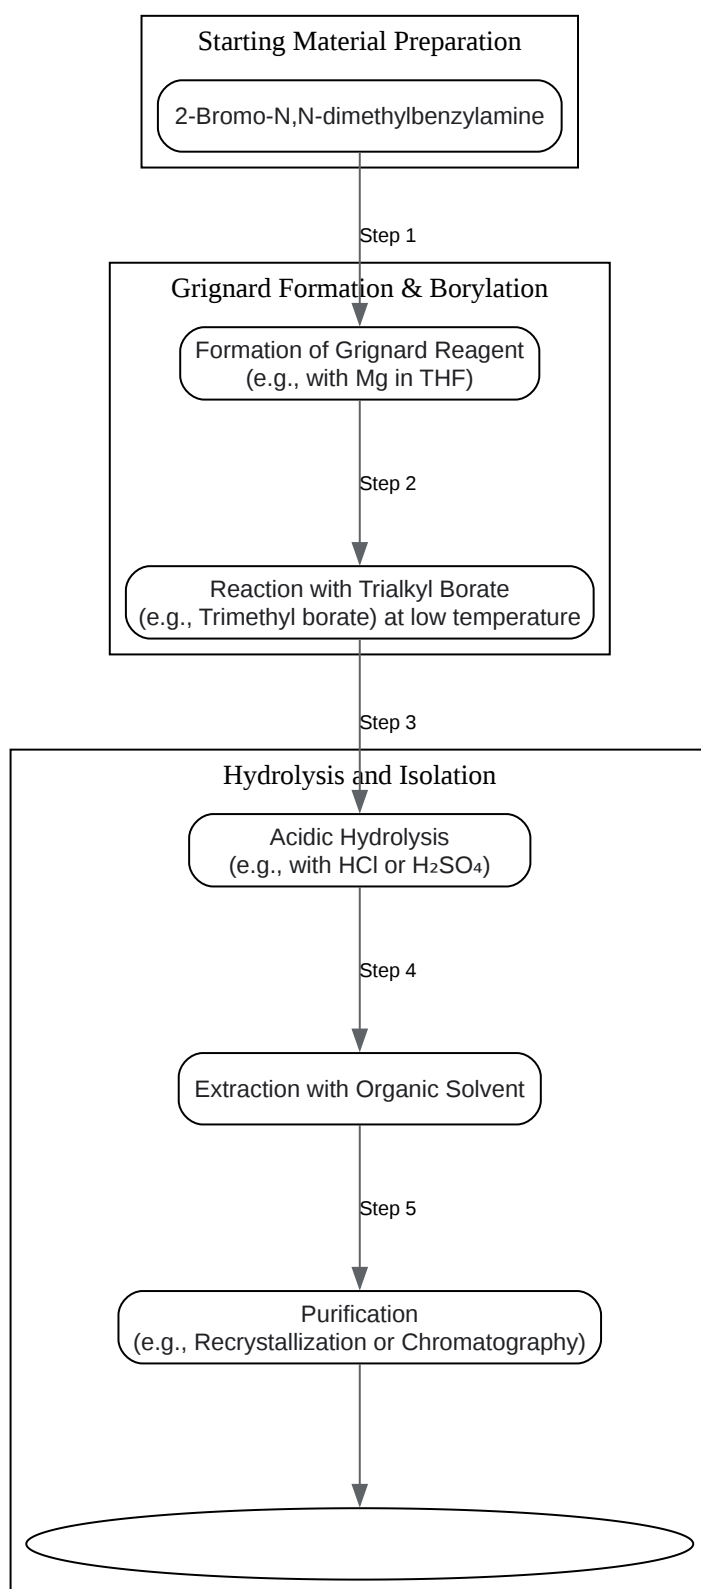 Starting Material Preparation
2-Bromo-N,N-dimethylbenzylamine
Step 1
Grignard Formation & Borylation
Formation of Grignard Reagent
(e.g., with Mg in THF)
Step 2
Reaction with Trialkyl Borate
(e.g., Trimethyl borate) at low temperature
Step 3
Hydrolysis and Isolation
Acidic Hydrolysis
(e.g., with HCl or H₂SO₄)
Step 4
Extraction with Organic Solvent
Step 5
Purification
(e.g., Recrystallization or Chromatography)